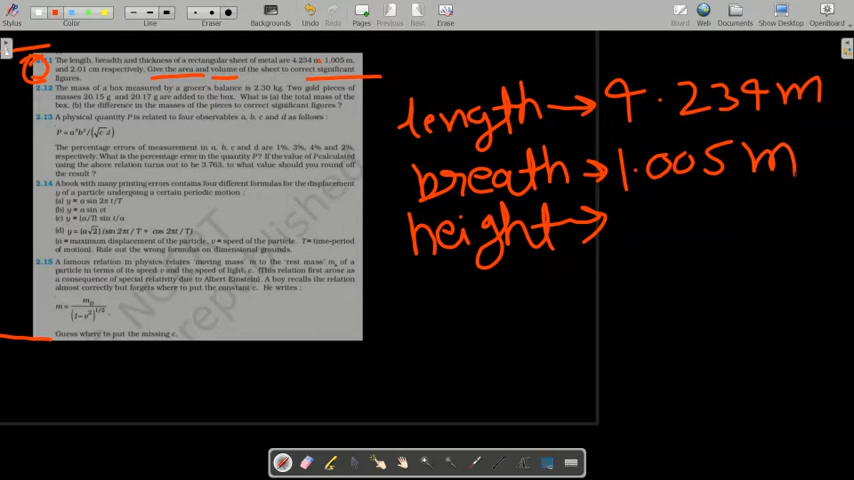 Stylus
Color
Line
Eraser
Backgrounds
Undo
Redo
Pages
Previous
Next
Board
Web
Documents
Show Desktop
OpenBoard
.11 The length, breadth and thickness of a rectangular sheet of metal are 4.234 m, 1.005 m,
and 2.01 cm respectively. Give the area and volume of the sheet to correct significant
figures.
2.12 The mass of a box measured by a grocer's balance is 2.30 kg. Two gold pieces of
masses 20.15 g and 20.17 g are added to the box. What is (a) the total mass of the
box, (b) the difference in the masses of the pieces to correct significant figures ?
2.13 A physical quantity P is related to four observables a, b, c and d as follows :
P = a³b²/(√c d)
The percentage errors of measurement in a, b, c and d are 1%, 3%, 4% and 2%,
respectively. What is the percentage error in the quantity P? If the value of P calculated
using the above relation turns out to be 3.763, to what value should you round off
the result ?
2.14 A book with many printing errors contains four different formulas for the displacement
y of a particle undergoing a certain periodic motion :
(a) y = a sin 2π t/T
(b) y = a sin vt
(c) y = (a/T) sin t/a
(d) y = (a√2) (sin 2πt / T + cos 2πt / T)
(a = maximum displacement of the particle, v = speed of the particle. T = time-period
of motion). Rule out the wrong formulas on dimensional grounds.
2.15 A famous relation in physics relates 'moving mass' m to the 'rest mass' m₀ of a
particle in terms of its speed v and the speed of light, c. (This relation first arose as
a consequence of special relativity due to Albert Einstein). A boy recalls the relation
almost correctly but forgets where to put the constant c. He writes :
m = m₀ / (1−v²)^1/2 .
Guess where to put the missing c.
length → 4.234 m
breath → 1.005 m
height →